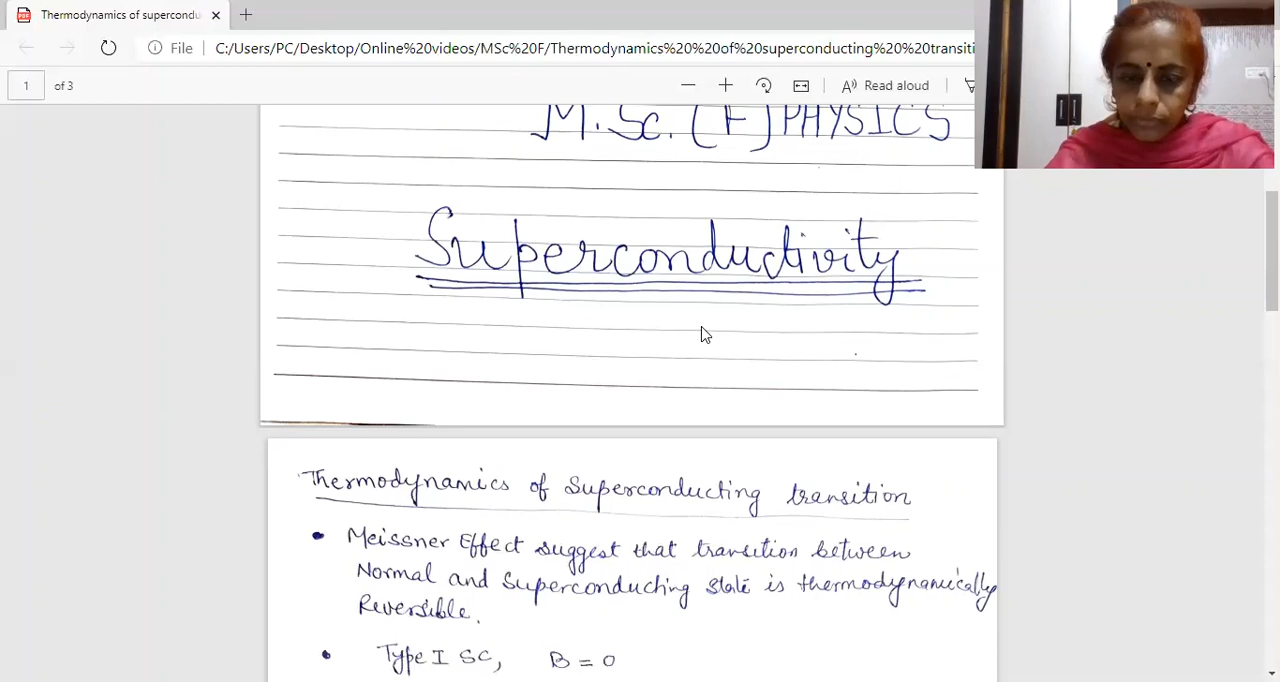 Thermodynamics of supercondu
File
C:/Users/PC/Desktop/Online%20videos/MSc%20F/Thermodynamics%20%20of%20superconducting%20%20transiti
1 of 3
Read aloud
M.Sc. (F) PHYSICS
Superconductivity
Thermodynamics of Superconducting transition
• Meissner Effect suggest that transition between
Normal and Superconducting state is thermodynamically
Reversible.
• Type I SC, B = 0